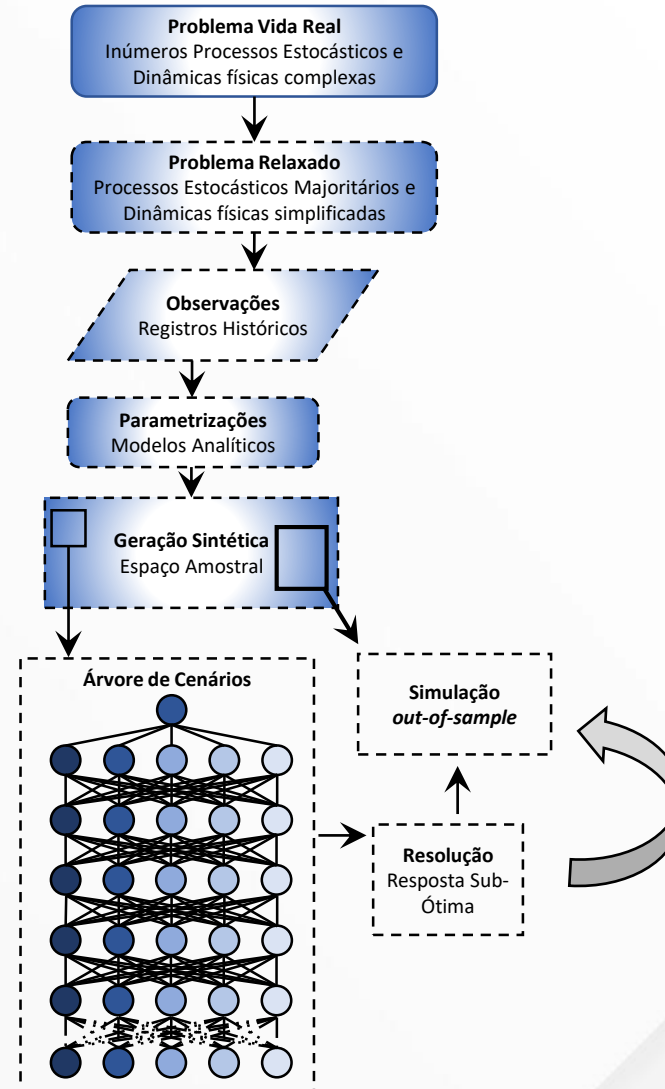 Problema Vida Real
Inúmeros Processos Estocásticos e
Dinâmicas físicas complexas
Problema Relaxado
Processos Estocásticos Majoritários e
Dinâmicas físicas simplificadas
Observações
Registros Históricos
Parametrizações
Modelos Analíticos
Geração Sintética
Espaço Amostral
Árvore de Cenários
Simulação
out-of-sample
Resolução
Resposta Sub-
Ótima